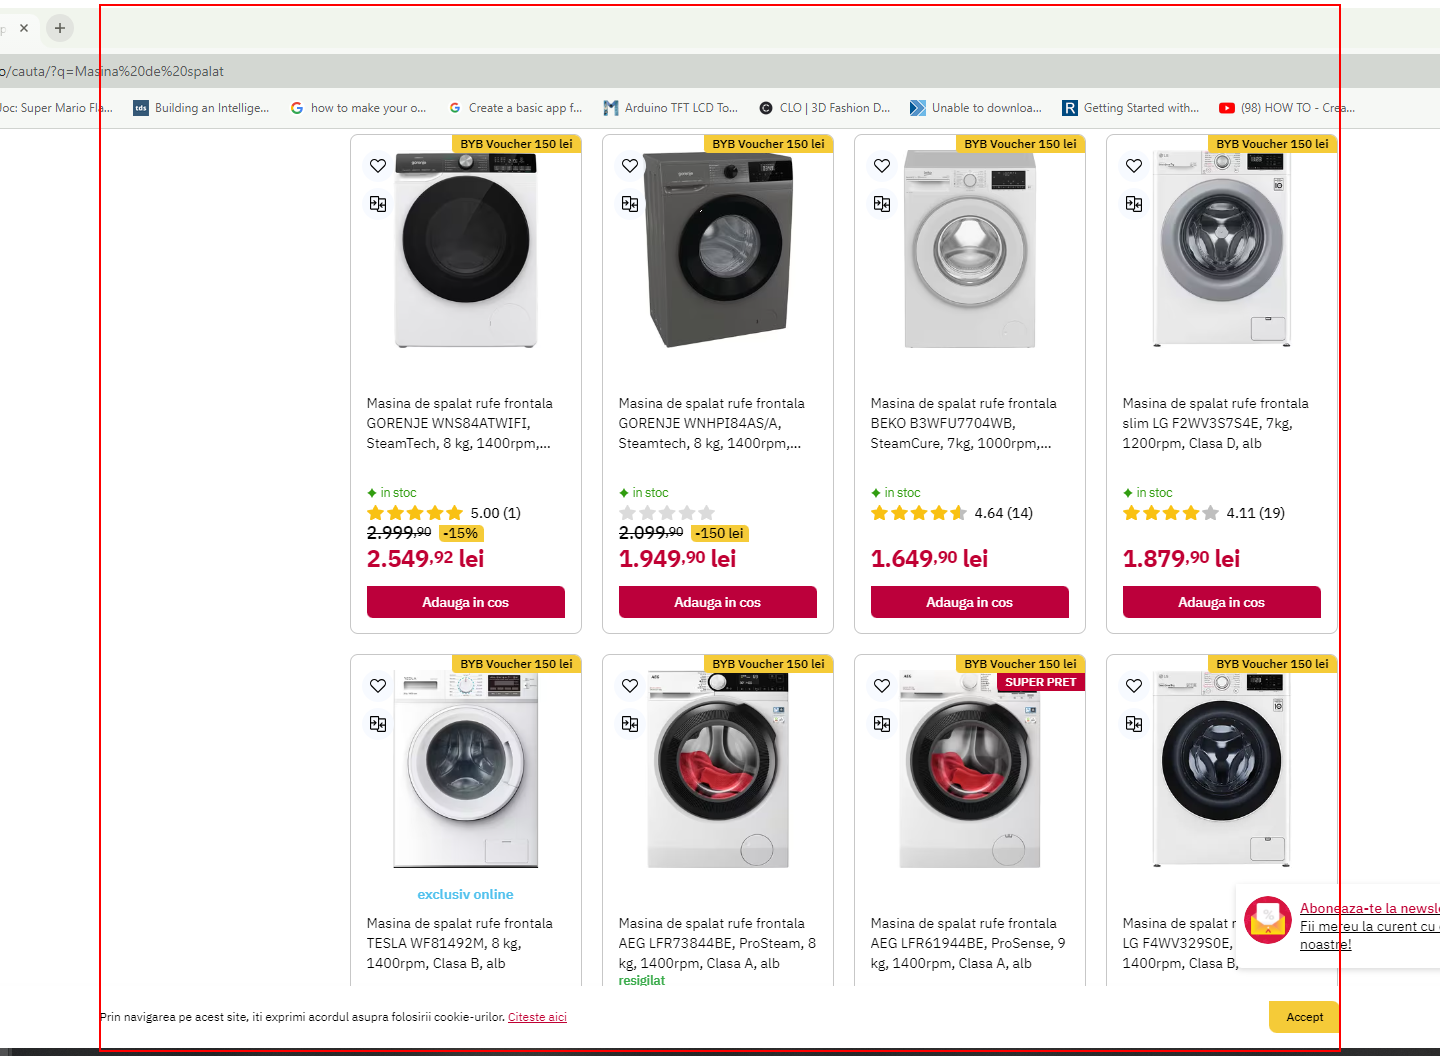 o/cauta/?q=Masina%20de%20spalat
Joc: Super Mario Fla...
tds
Building an Intellige...
how to make your o...
Create a basic app f...
Arduino TFT LCD To...
CLO | 3D Fashion D...
Unable to downloa...
Getting Started with...
(98) HOW TO - Crea...
BYB Voucher 150 lei
Masina de spalat rufe frontala
GORENJE WNS84ATWIFI,
SteamTech, 8 kg, 1400rpm,...
in stoc
5.00 (1)
2.999,90 -15%
2.549,92 lei
Adauga in cos
BYB Voucher 150 lei
Masina de spalat rufe frontala
GORENJE WNHPI84AS/A,
Steamtech, 8 kg, 1400rpm,...
in stoc
2.099,90 -150 lei
1.949,90 lei
Adauga in cos
BYB Voucher 150 lei
Masina de spalat rufe frontala
BEKO B3WFU7704WB,
SteamCure, 7kg, 1000rpm,...
in stoc
4.64 (14)
1.649,90 lei
Adauga in cos
BYB Voucher 150 lei
LG
Masina de spalat rufe frontala
slim LG F2WV3S7S4E, 7kg,
1200rpm, Clasa D, alb
in stoc
4.11 (19)
1.879,90 lei
Adauga in cos
BYB Voucher 150 lei
TESLA
exclusiv online
Masina de spalat rufe frontala
TESLA WF81492M, 8 kg,
1400rpm, Clasa B, alb
BYB Voucher 150 lei
AEG
Masina de spalat rufe frontala
AEG LFR73844BE, ProSteam, 8
kg, 1400rpm, Clasa A, alb
resigilat
BYB Voucher 150 lei
SUPER PRET
AEG
Masina de spalat rufe frontala
AEG LFR61944BE, ProSense, 9
kg, 1400rpm, Clasa A, alb
BYB Voucher 150 lei
LG
Masina de spalat r
LG F4WV329S0E,
1400rpm, Clasa B,
Aboneaza-te la newsle
Fii mereu la curent cu
noastre!
Prin navigarea pe acest site, iti exprimi acordul asupra folosirii cookie-urilor. Citeste aici
Accept